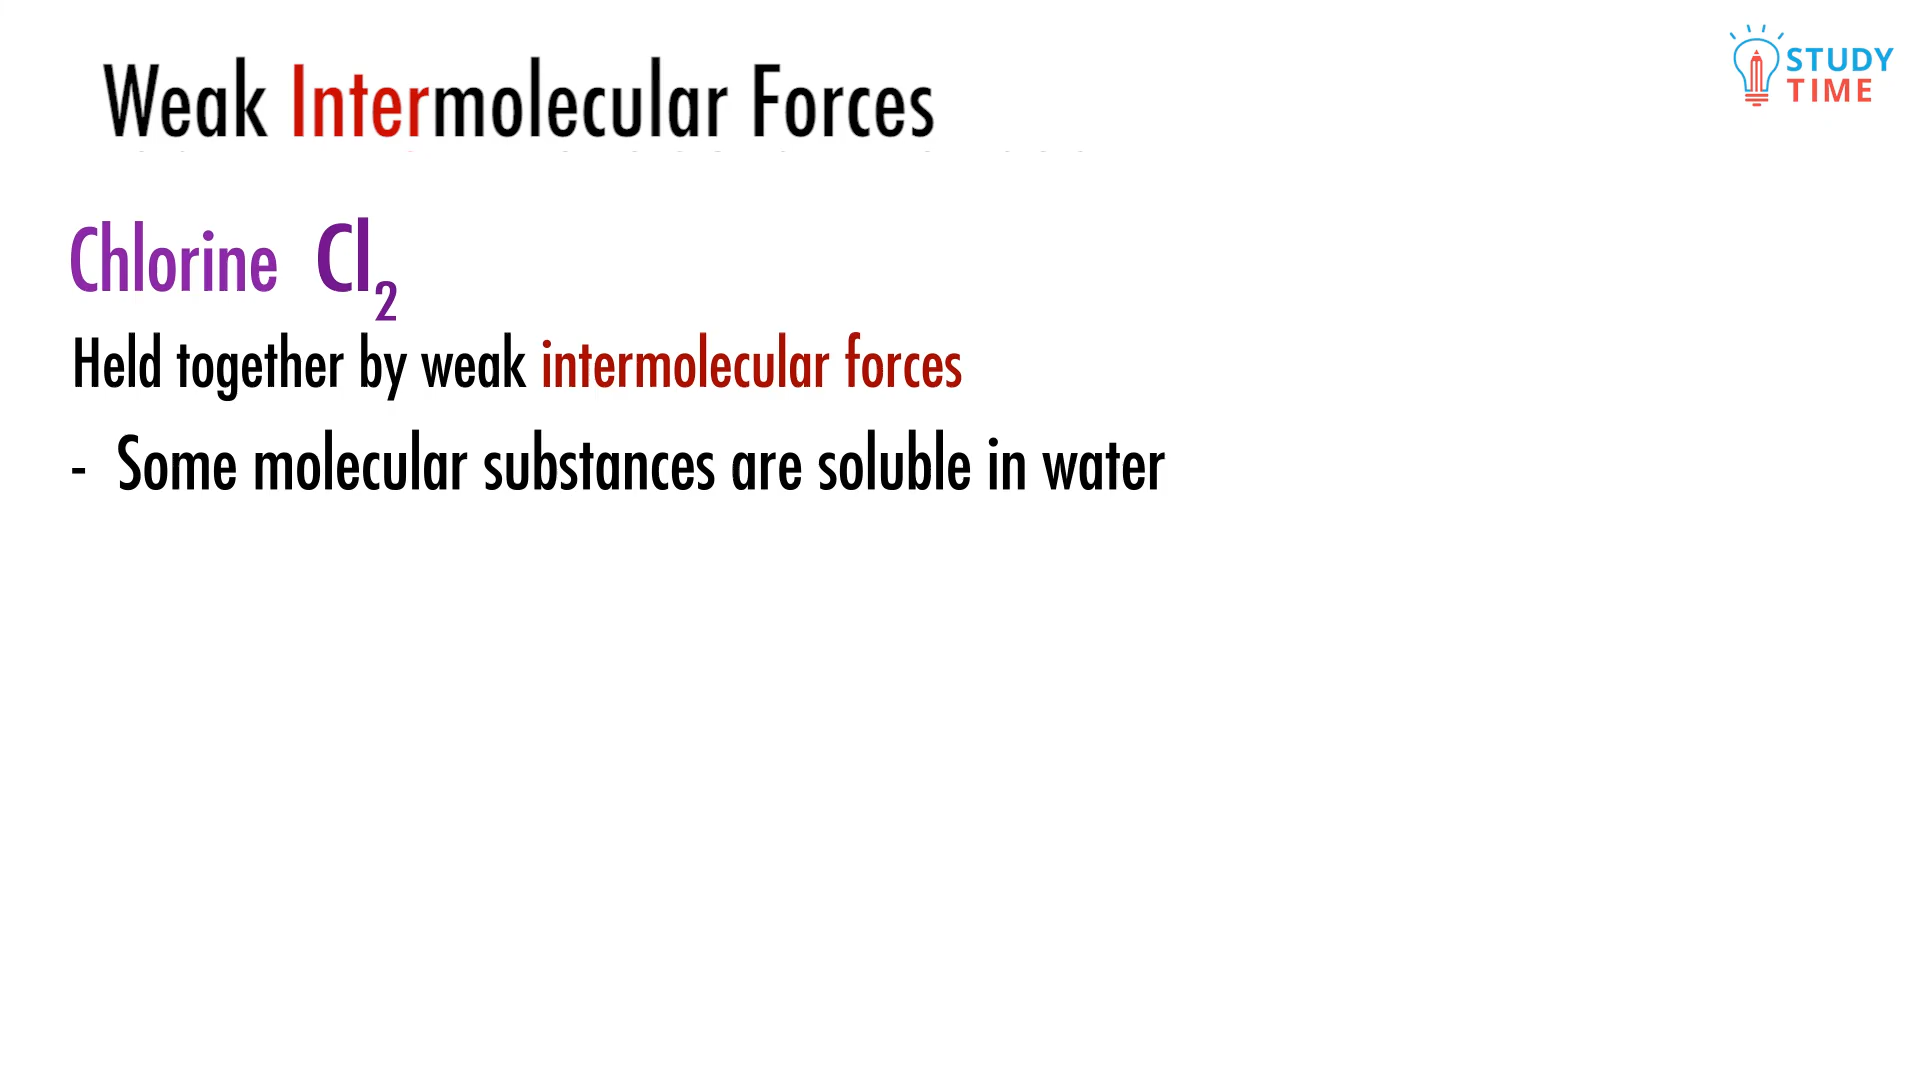 Weak Intermolecular Forces
STUDY
TIME
Chlorine Cl₂
Held together by weak intermolecular forces
- Some molecular substances are soluble in water